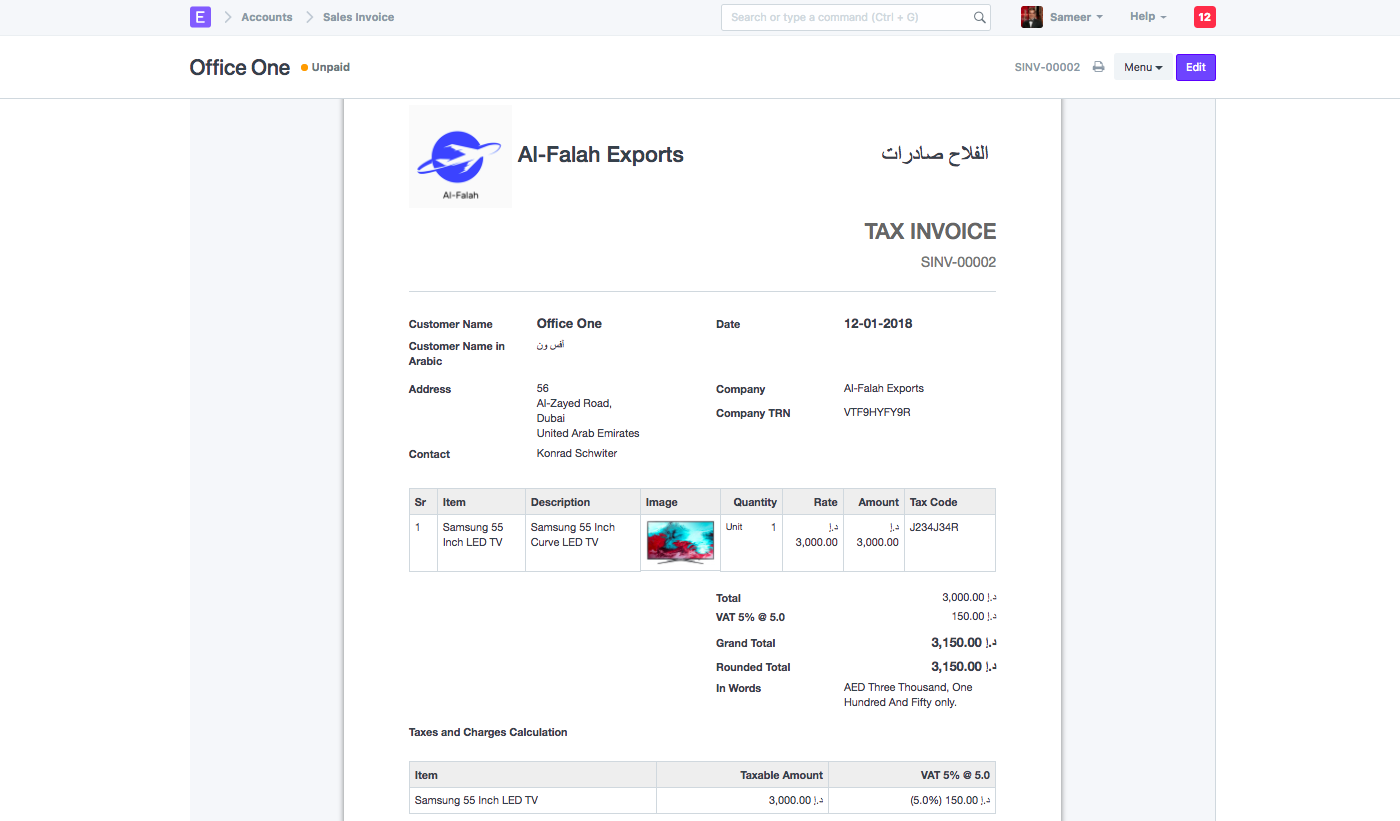 E Accounts Sales Invoice Search or type a command (Ctrl + G) Sameer Help 12
Office One Unpaid SINV-00002 Menu Edit
Al-Falah
Al-Falah Exports
الفلاح صادرات
TAX INVOICE
SINV-00002
Customer Name Office One Date 12-01-2018
Customer Name in Arabic أفس ون
Address 56 Company Al-Falah Exports
Al-Zayed Road, Company TRN VTF9HYFY9R
Dubai
United Arab Emirates
Contact Konrad Schwiter
Sr Item Description Image Quantity Rate Amount Tax Code
1 Samsung 55 Samsung 55 Inch Unit 1 د.إ د.إ J234J34R
Inch LED TV Curve LED TV 3,000.00 3,000.00
Total 3,000.00 د.إ
VAT 5% @ 5.0 150.00 د.إ
Grand Total 3,150.00 د.إ
Rounded Total 3,150.00 د.إ
In Words AED Three Thousand, One
Hundred And Fifty only.
Taxes and Charges Calculation
Item Taxable Amount VAT 5% @ 5.0
Samsung 55 Inch LED TV 3,000.00 د.إ (5.0%) 150.00 د.إ